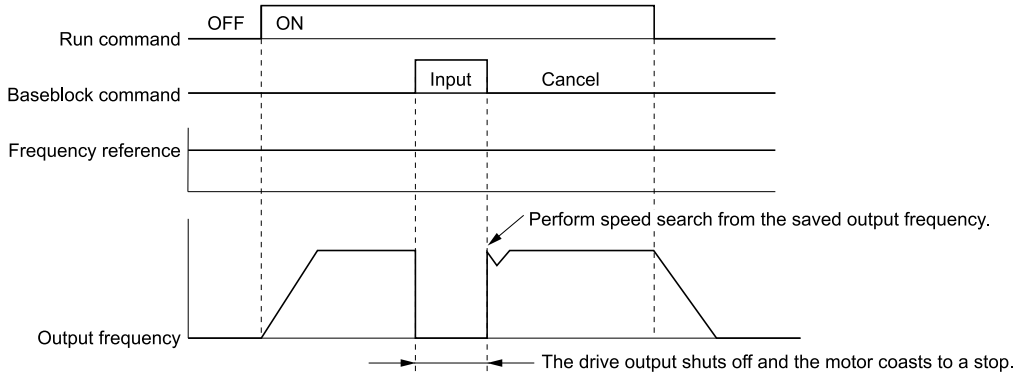 OFF
ON
Run command
Input
Cancel
Baseblock command
Frequency reference
Perform speed search from the saved output frequency.
Output frequency
The drive output shuts off and the motor coasts to a stop.